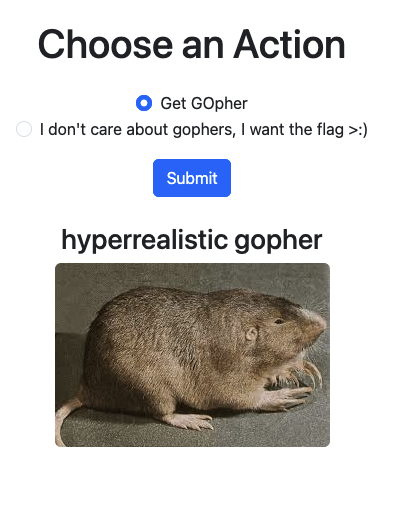 Choose an Action
Get GOpher
I don't care about gophers, I want the flag >:)
Submit
hyperrealistic gopher